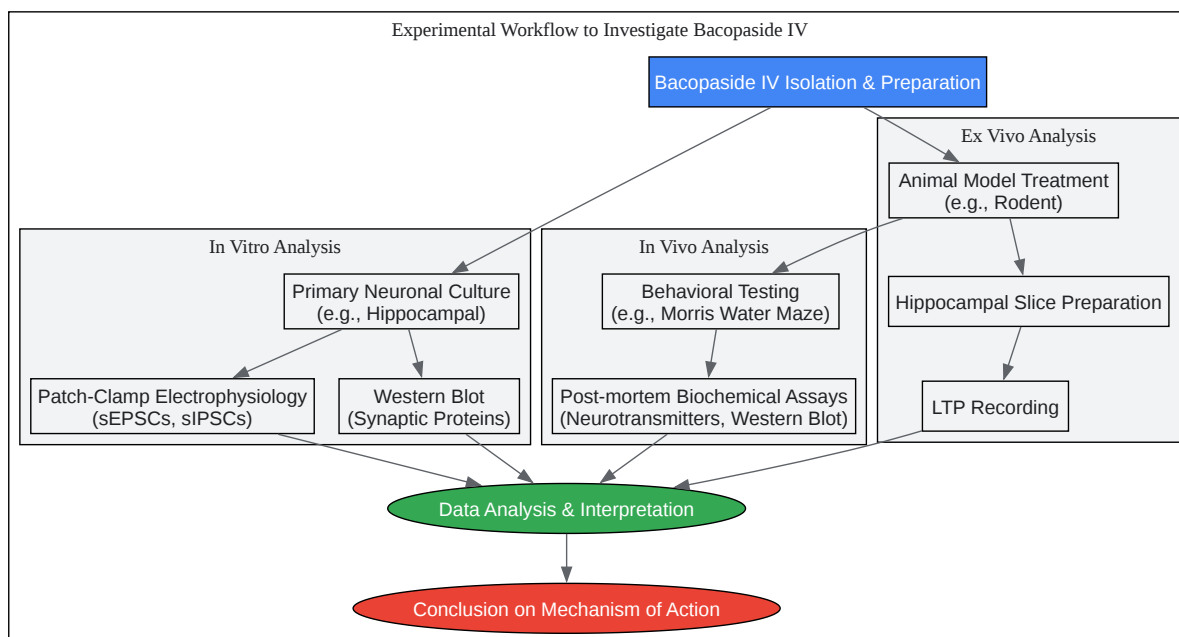 Experimental Workflow to Investigate Bacopaside IV
Bacopaside IV Isolation & Preparation
Ex Vivo Analysis
Animal Model Treatment
(e.g., Rodent)
In Vitro Analysis
In Vivo Analysis
Primary Neuronal Culture
(e.g., Hippocampal)
Behavioral Testing
(e.g., Morris Water Maze)
Hippocampal Slice Preparation
Patch-Clamp Electrophysiology
(sEPSCs, sIPSCs)
Western Blot
(Synaptic Proteins)
Post-mortem Biochemical Assays
(Neurotransmitters, Western Blot)
LTP Recording
Data Analysis & Interpretation
Conclusion on Mechanism of Action